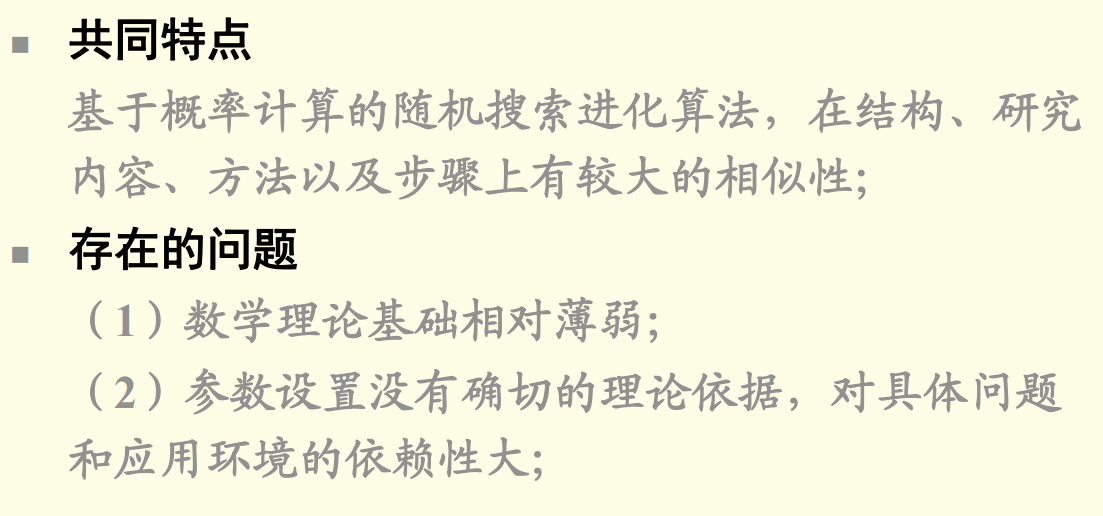 ■ 共同特点
基于概率计算的随机搜索进化算法，在结构、研究
内容、方法以及步骤上有较大的相似性;
■ 存在的问题
（1）数学理论基础相对薄弱;
（2）参数设置没有确切的理论依据，对具体问题
和应用环境的依赖性大;